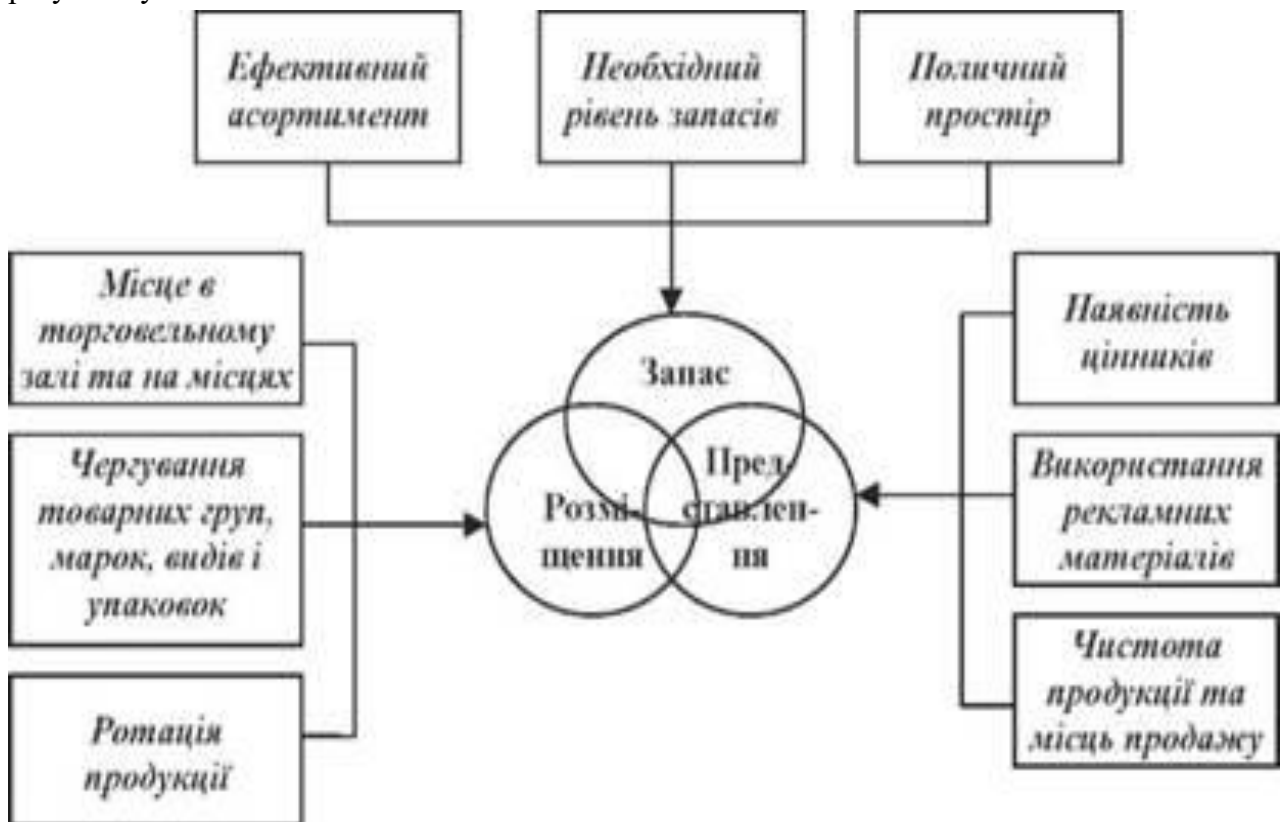 Ефективний
асортимент
Необхідний
рівень запасів
Поличний
простір
Місце в
торговельному
залі та на місцях
Наявність
цінників
Запас
Чергування
товарних груп,
марок, видів і
упаковок
Розмі-
щення
Пред-
ставлен-
ня
Використання
рекламних
матеріалів
Ротація
продукції
Чистота
продукції та
місць продажу